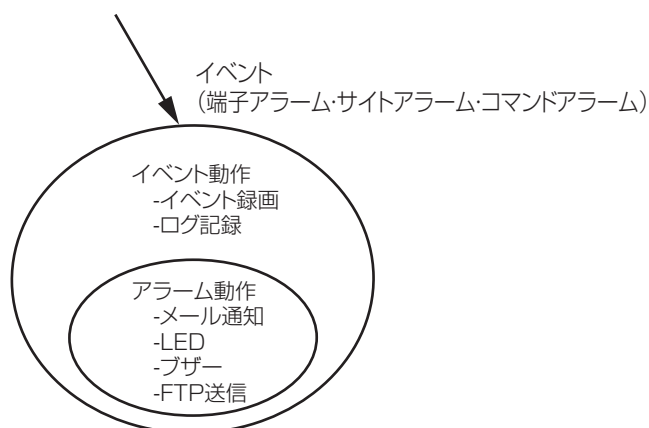 イベント
（端子アラーム・サイトアラーム・コマンドアラーム）
イベント動作
-イベント録画
-ログ記録
アラーム動作
-メール通知
-LED
-ブザー
-FTP送信